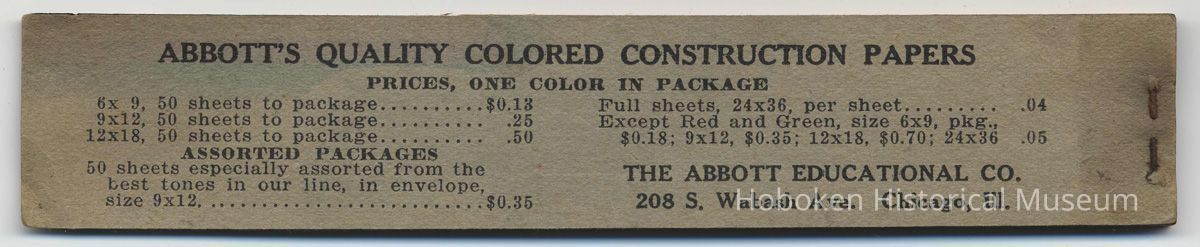 ABBOTT'S QUALITY COLORED CONSTRUCTION PAPERS
PRICES, ONE COLOR IN PACKAGE
6x 9, 50 sheets to package..........$0.13
9x12, 50 sheets to package.......... .25
12x18, 50 sheets to package.......... .50
ASSORTED PACKAGES
50 sheets especially assorted from the
best tones in our line, in envelope,
size 9x12. ..........................$0.35
Full sheets, 24x36, per sheet......... .04
Except Red and Green, size 6x9, pkg.,
$0.18; 9x12, $0.35; 12x18, $0.70; 24x36 .05
THE ABBOTT EDUCATIONAL CO.
208 S. Wabash Ave. Chicago, Ill.
Hoboken Historical Museum